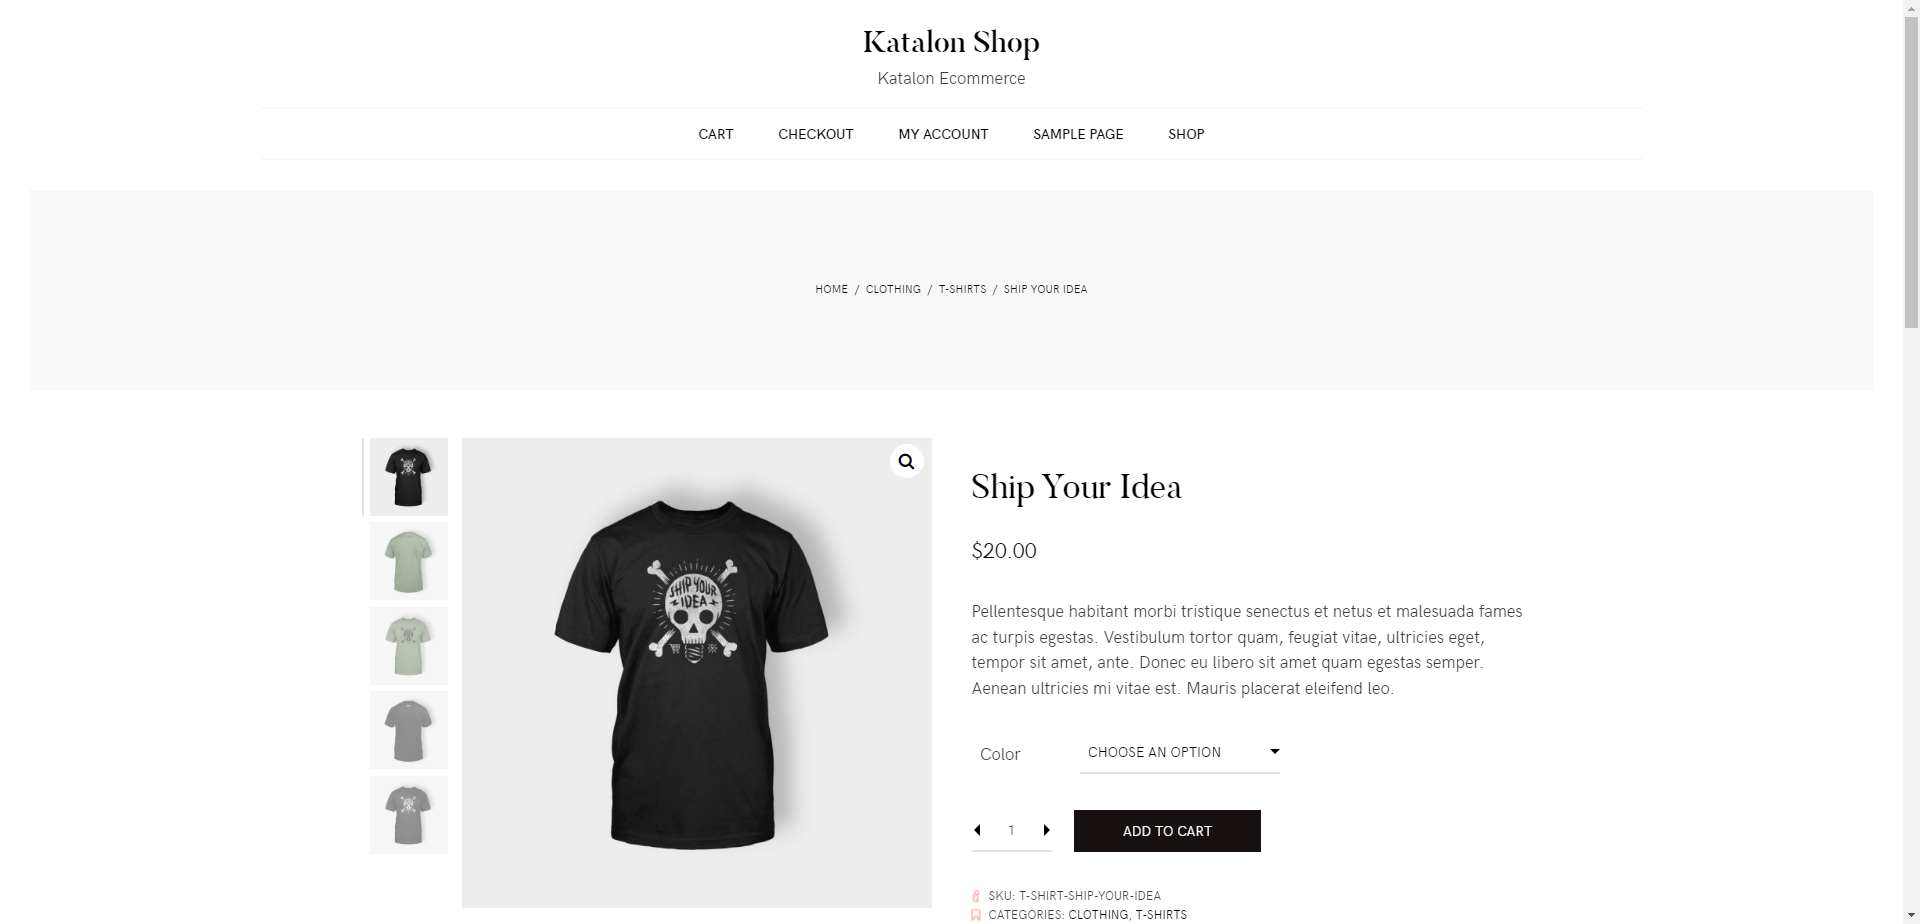 Katalon Shop
Katalon Ecommerce
CART CHECKOUT MY ACCOUNT SAMPLE PAGE SHOP
HOME / CLOTHING / T-SHIRTS / SHIP YOUR IDEA
SHIP YOUR
IDEA
Ship Your Idea
$20.00
Pellentesque habitant morbi tristique senectus et netus et malesuada fames
ac turpis egestas. Vestibulum tortor quam, feugiat vitae, ultricies eget,
tempor sit amet, ante. Donec eu libero sit amet quam egestas semper.
Aenean ultricies mi vitae est. Mauris placerat eleifend leo.
Color CHOOSE AN OPTION
1 ADD TO CART
SKU: T-SHIRT-SHIP-YOUR-IDEA
CATEGORIES: CLOTHING, T-SHIRTS